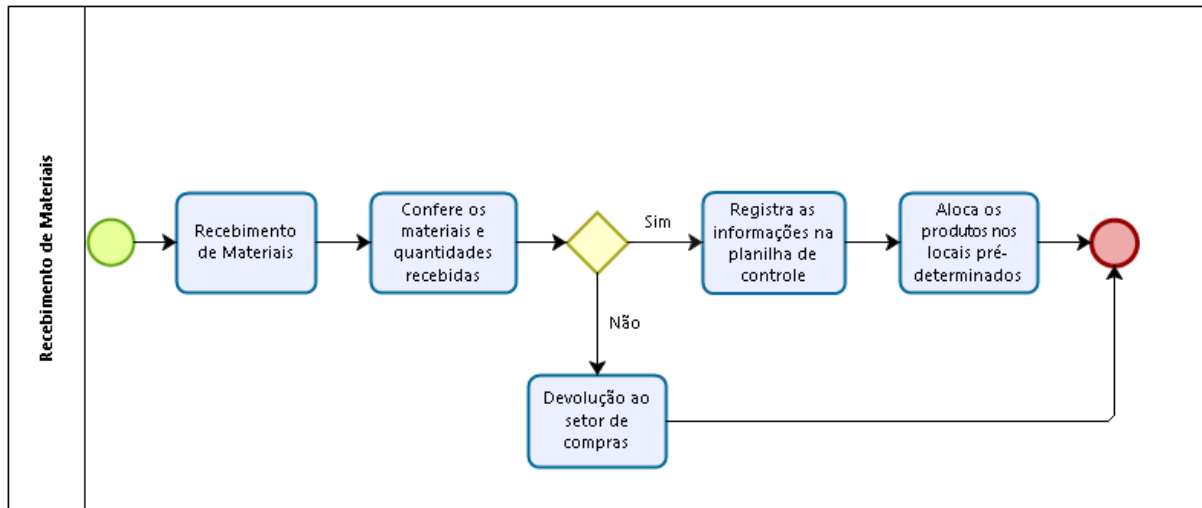 Recebimento de Materiais
Recebimento
de Materiais
Confere os
materiais e
quantidades
recebidas
Sim
Registra as
informações na
planilha de
controle
Aloca os
produtos nos
locais pré-
determinados
Não
Devolução ao
setor de
compras